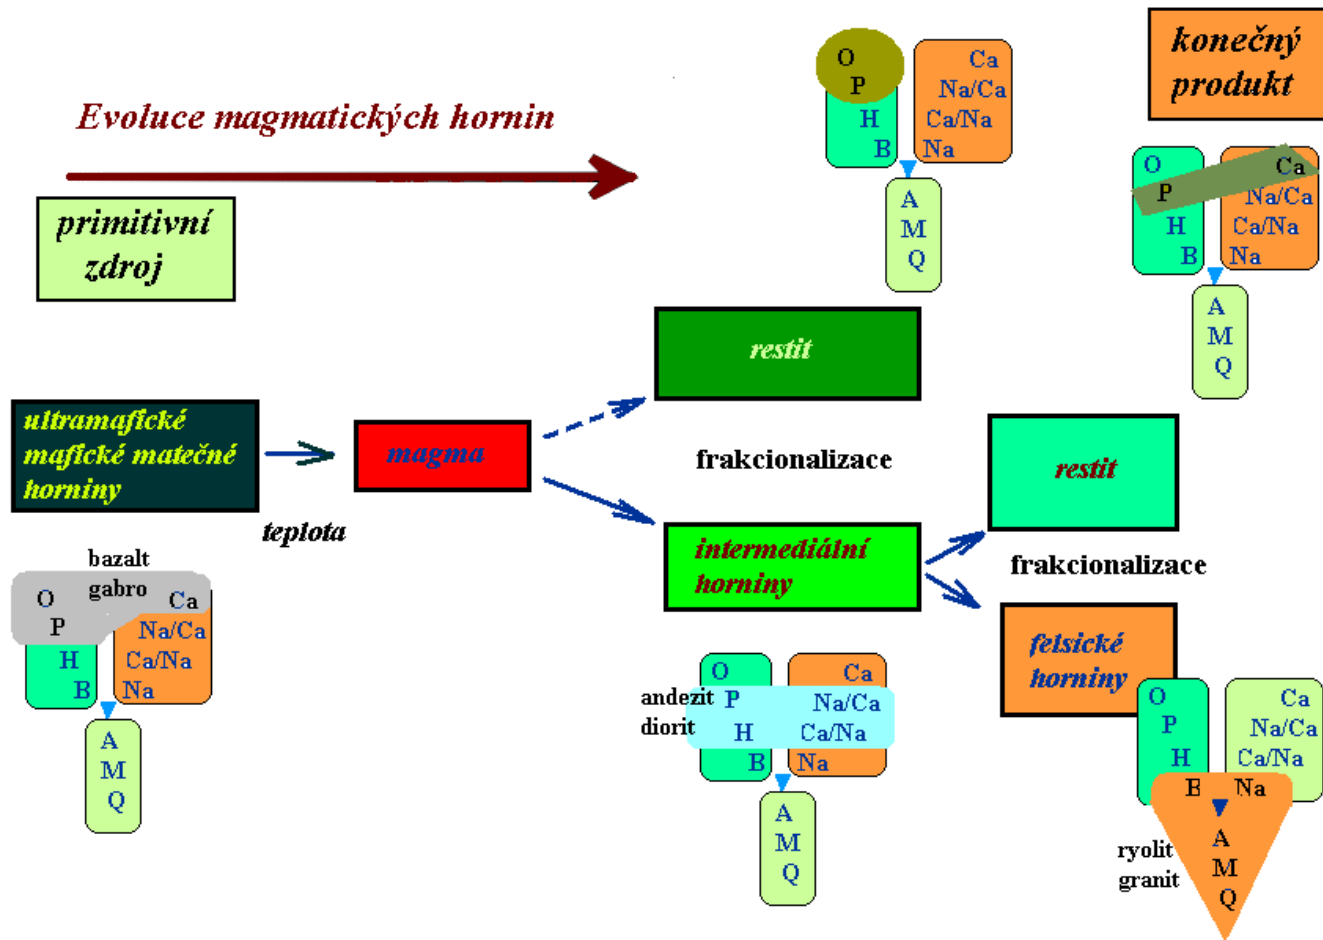 Evoluce magmatických hornin
primitivní
zdroj
O
P
H
B
Ca
Na/Ca
Ca/Na
Na
A
M
Q
konečný
produkt
O
P
H
B
Ca
Na/Ca
Ca/Na
Na
A
M
Q
restit
ultramafické
mafické matečné
horniny
teplota
magma
frakcionalizace
restit
intermediální
horniny
frakcionalizace
felsické
horniny
bazalt
gabro
O
P
H
B
Ca
Na/Ca
Ca/Na
Na
A
M
Q
andezit
diorit
O
P
H
B
Ca
Na/Ca
Ca/Na
Na
A
M
Q
O
P
H
B
Ca
Na/Ca
Ca/Na
Na
A
M
Q
ryolit
granit